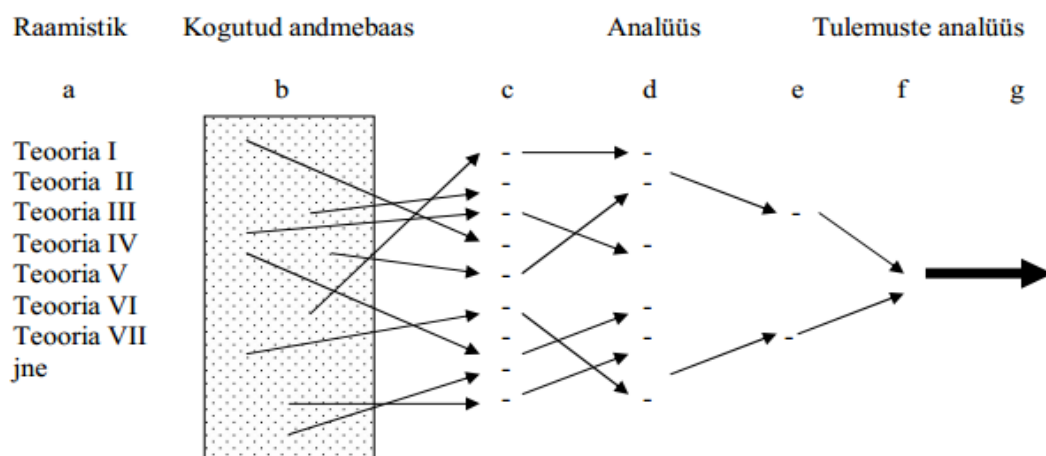 Raamistik Kogutud andmebaas Analüüs Tulemuste analüüs
a b c d e f g
Teooria I - -
Teooria II - -
Teooria III - -
Teooria IV - -
Teooria V -
Teooria VI - -
Teooria VII - -
jne -
- -